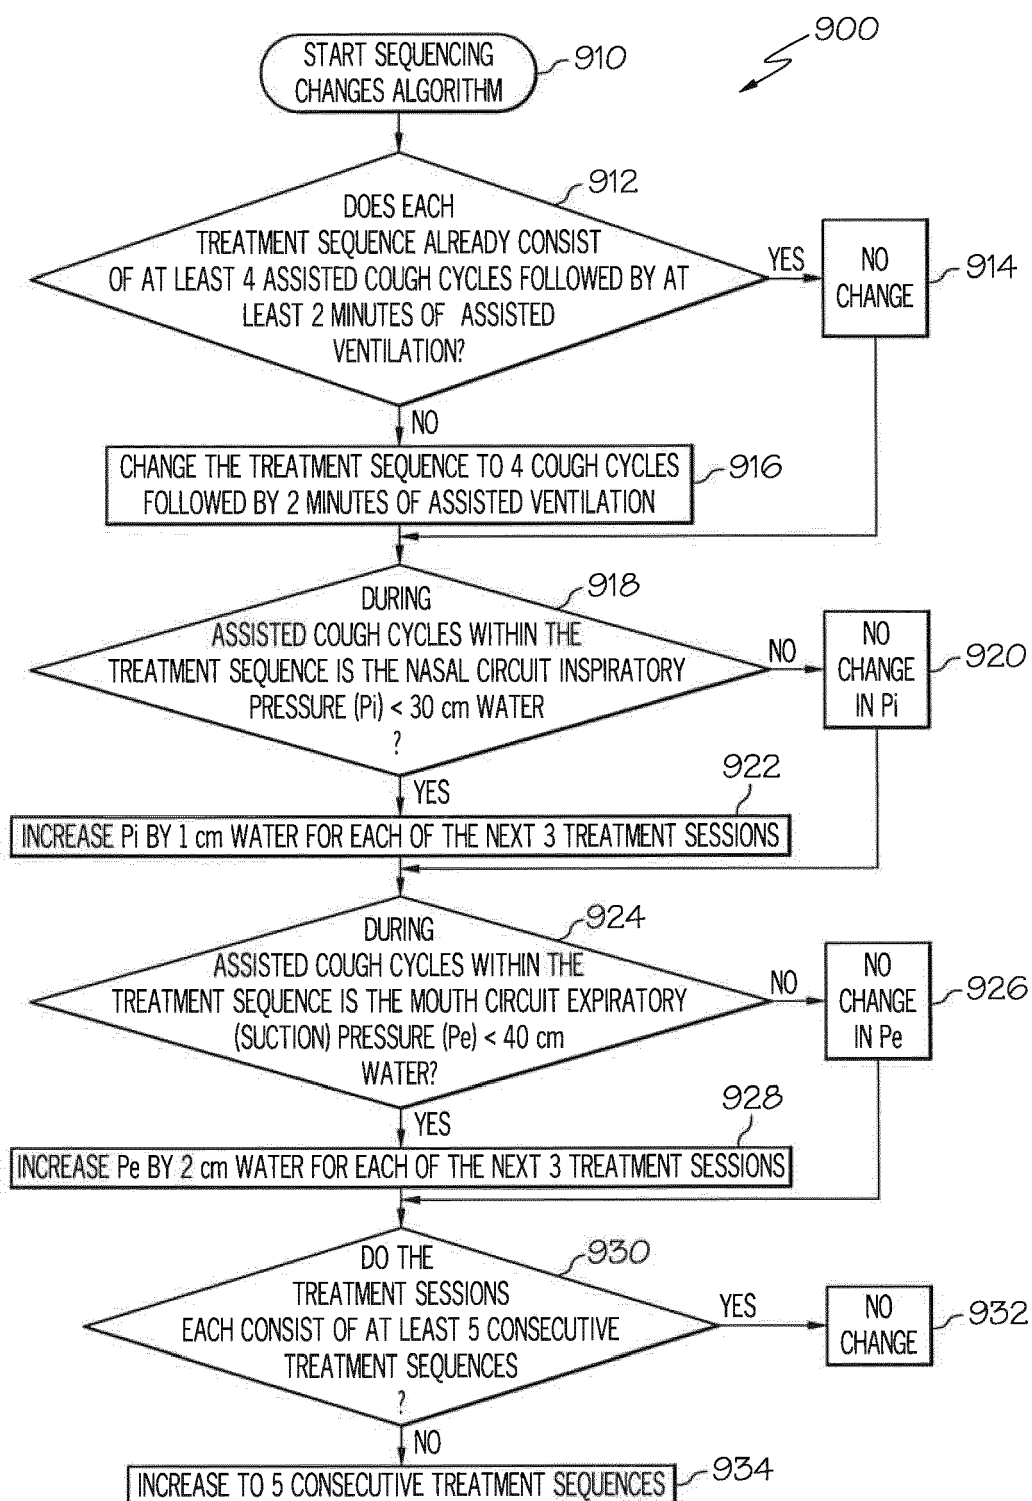 900
START SEQUENCING
CHANGES ALGORITHM
910
912
DOES EACH
TREATMENT SEQUENCE ALREADY CONSIST
OF AT LEAST 4 ASSISTED COUGH CYCLES FOLLOWED BY AT
LEAST 2 MINUTES OF ASSISTED
VENTILATION?
YES
NO
CHANGE
914
NO
CHANGE THE TREATMENT SEQUENCE TO 4 COUGH CYCLES
FOLLOWED BY 2 MINUTES OF ASSISTED VENTILATION
916
918
DURING
ASSISTED COUGH CYCLES WITHIN THE
TREATMENT SEQUENCE IS THE NASAL CIRCUIT INSPIRATORY
PRESSURE (Pi) < 30 cm WATER
?
NO
NO
CHANGE
IN Pi
920
YES
922
INCREASE Pi BY 1 cm WATER FOR EACH OF THE NEXT 3 TREATMENT SESSIONS
924
DURING
ASSISTED COUGH CYCLES WITHIN THE
TREATMENT SEQUENCE IS THE MOUTH CIRCUIT EXPIRATORY
(SUCTION) PRESSURE (Pe) < 40 cm
WATER?
NO
NO
CHANGE
IN Pe
926
YES
928
INCREASE Pe BY 2 cm WATER FOR EACH OF THE NEXT 3 TREATMENT SESSIONS
930
DO THE
TREATMENT SESSIONS
EACH CONSIST OF AT LEAST 5 CONSECUTIVE
TREATMENT SEQUENCES
?
YES
NO
CHANGE
932
NO
INCREASE TO 5 CONSECUTIVE TREATMENT SEQUENCES
934